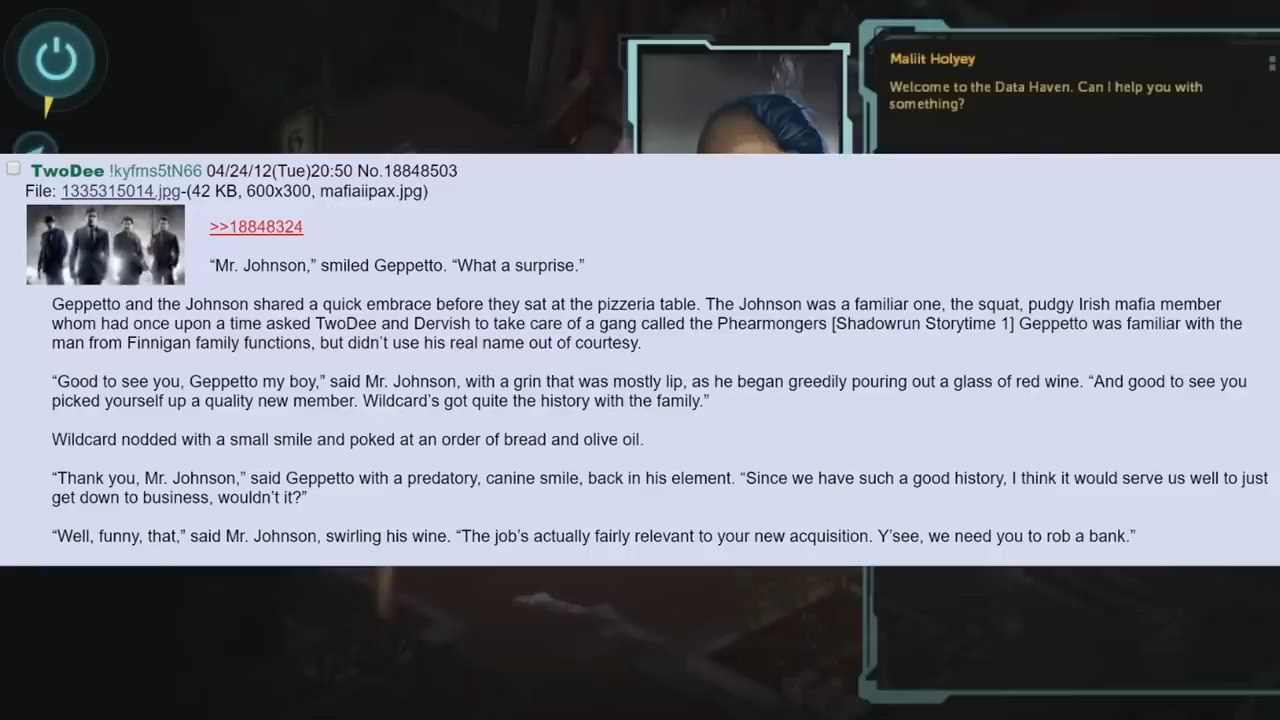 Maliit Holyey
Welcome to the Data Haven. Can I help you with
something?
TwoDee !kyfms5tN66 04/24/12(Tue)20:50 No.18848503
File: 1335315014.jpg-(42 KB, 600x300, mafiaiipax.jpg)
>>18848324
“Mr. Johnson,” smiled Geppetto. “What a surprise.”
Geppetto and the Johnson shared a quick embrace before they sat at the pizzeria table. The Johnson was a familiar one, the squat, pudgy Irish mafia member
whom had once upon a time asked TwoDee and Dervish to take care of a gang called the Phearmongers [Shadowrun Storytime 1] Geppetto was familiar with the
man from Finnigan family functions, but didn’t use his real name out of courtesy.
“Good to see you, Geppetto my boy,” said Mr. Johnson, with a grin that was mostly lip, as he began greedily pouring out a glass of red wine. “And good to see you
picked yourself up a quality new member. Wildcard’s got quite the history with the family.”
Wildcard nodded with a small smile and poked at an order of bread and olive oil.
“Thank you, Mr. Johnson,” said Geppetto with a predatory, canine smile, back in his element. “Since we have such a good history, I think it would serve us well to just
get down to business, wouldn’t it?”
“Well, funny, that,” said Mr. Johnson, swirling his wine. “The job’s actually fairly relevant to your new acquisition. Y’see, we need you to rob a bank.”